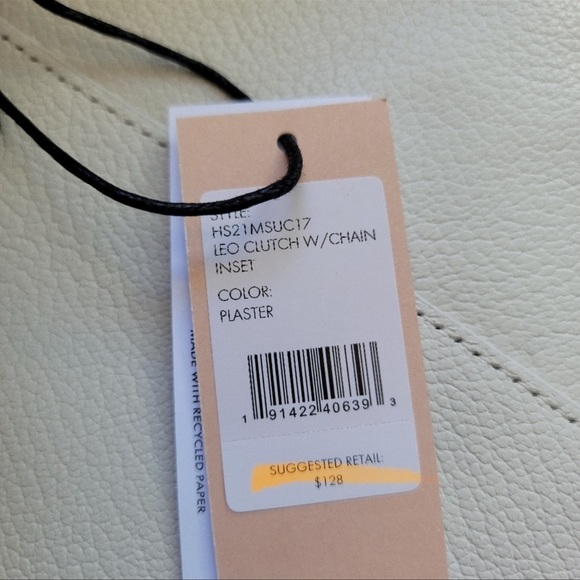 STYLE:
HS21MSUC17
LEO CLUTCH W/CHAIN
INSET
COLOR:
PLASTER
1 91422 40639 3
SUGGESTED RETAIL:
$128
MADE WITH RECYCLED PAPER